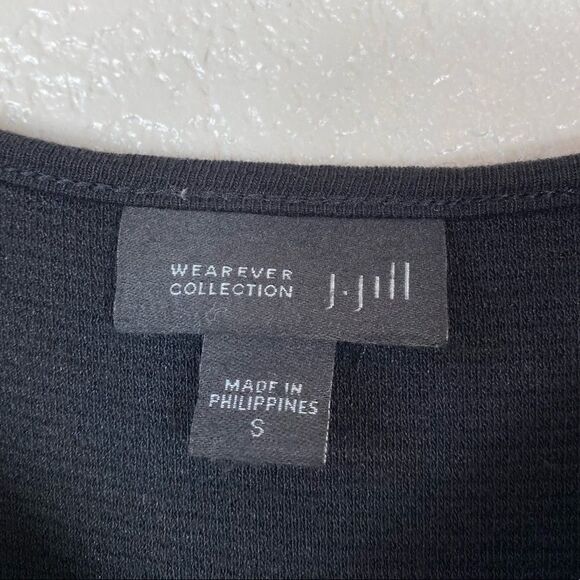 WEAREVER
COLLECTION
J.Jill
MADE IN
PHILIPPINES
S